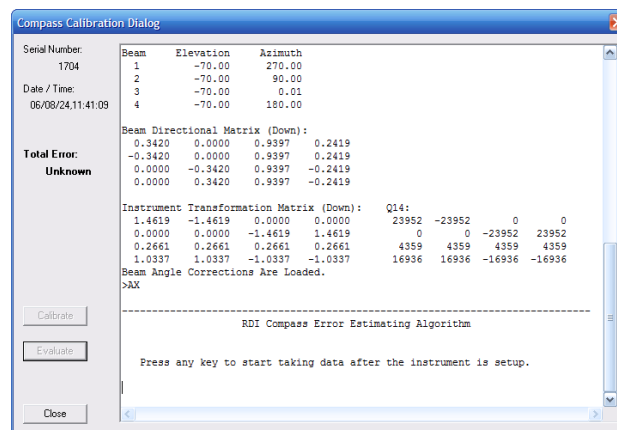 Compass Calibration Dialog
Serial Number:
1704
Date / Time:
06/08/24,11:41:09
Total Error:
Unknown
Calibrate
Evaluate
Close
Beam Elevation Azimuth
1 -70.00 270.00
2 -70.00 90.00
3 -70.00 0.01
4 -70.00 180.00
Beam Directional Matrix (Down):
0.3420 0.0000 0.9397 0.2419
-0.3420 0.0000 0.9397 0.2419
0.0000 -0.3420 0.9397 -0.2419
0.0000 0.3420 0.9397 -0.2419
Instrument Transformation Matrix (Down): Q14:
1.4619 -1.4619 0.0000 0.0000 23952 -23952 0 0
0.0000 0.0000 -1.4619 1.4619 0 0 -23952 23952
0.2661 0.2661 0.2661 0.2661 4359 4359 4359 4359
1.0337 1.0337 -1.0337 -1.0337 16936 16936 -16936 -16936
Beam Angle Corrections Are Loaded.
>AX
------------------------------------------------------------------------------
RDI Compass Error Estimating Algorithm
Press any key to start taking data after the instrument is setup.